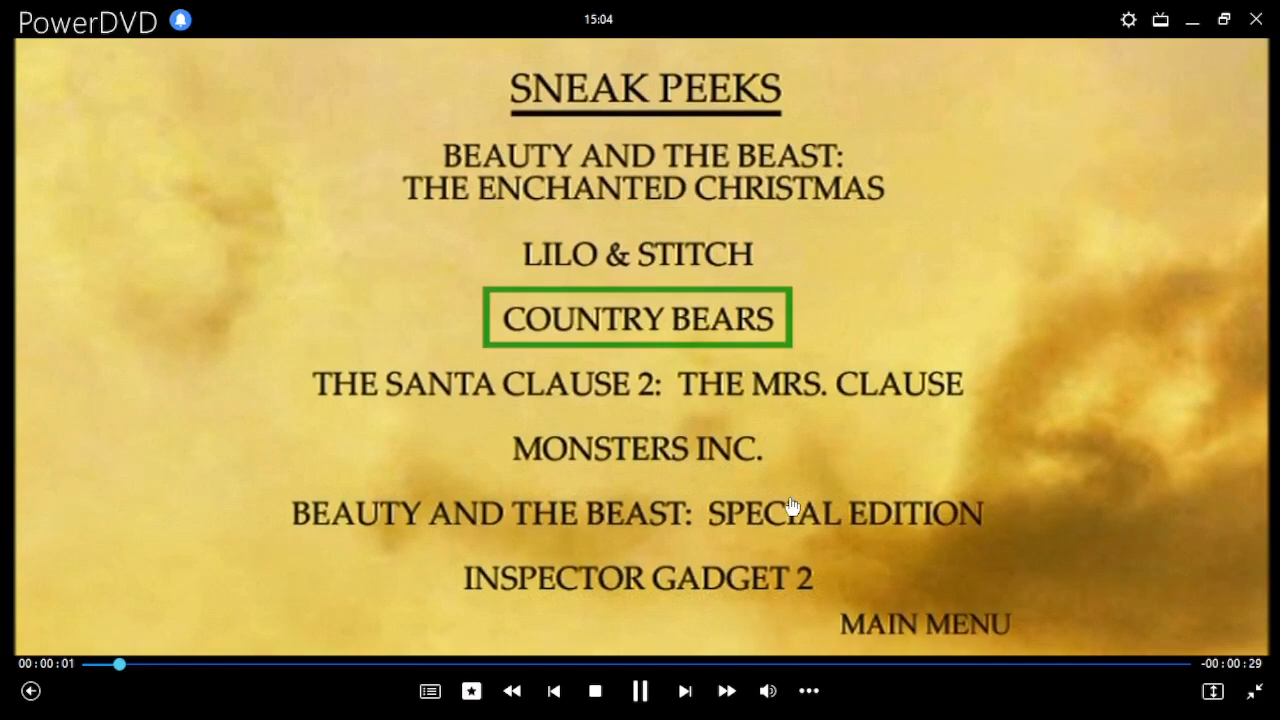 PowerDVD
15:04
SNEAK PEEKS
BEAUTY AND THE BEAST:
THE ENCHANTED CHRISTMAS
LILO & STITCH
COUNTRY BEARS
THE SANTA CLAUSE 2: THE MRS. CLAUSE
MONSTERS INC.
BEAUTY AND THE BEAST: SPECIAL EDITION
INSPECTOR GADGET 2
MAIN MENU
00:00:01
-00:00:29